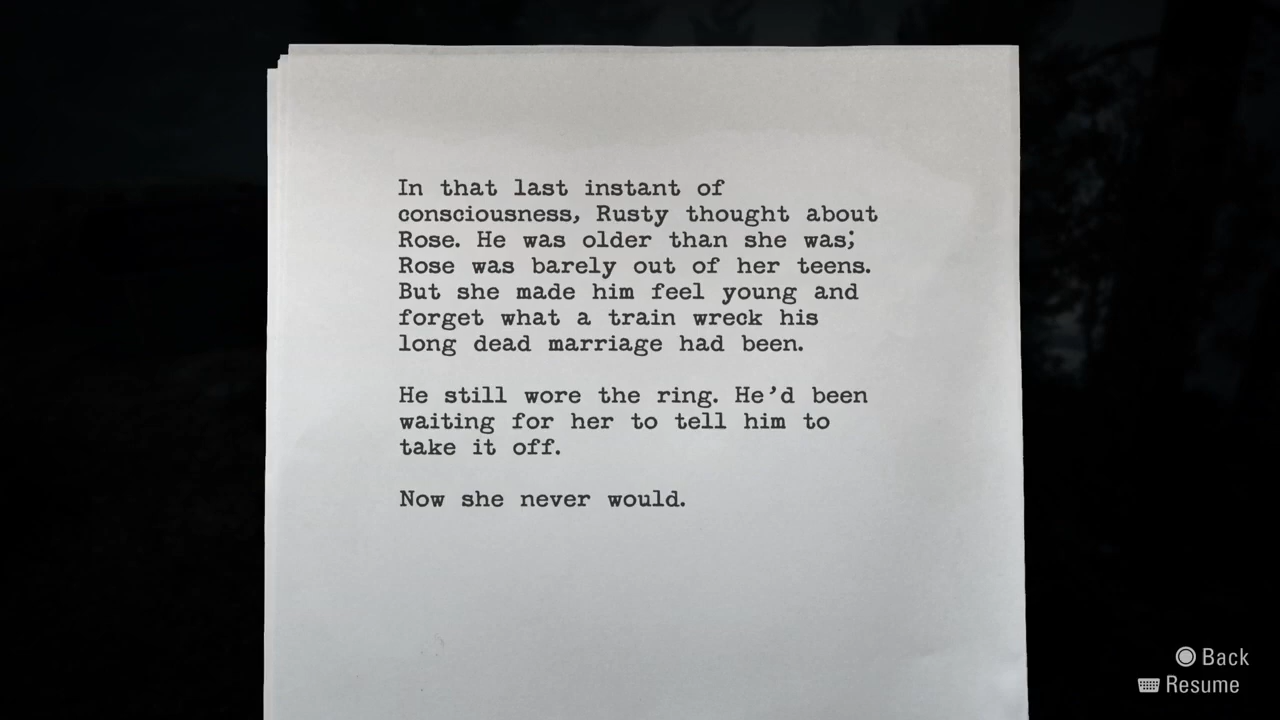 In that last instant of
consciousness, Rusty thought about
Rose. He was older than she was;
Rose was barely out of her teens.
But she made him feel young and
forget what a train wreck his
long dead marriage had been.
He still wore the ring. He'd been
waiting for her to tell him to
take it off.
Now she never would.
Back
Resume